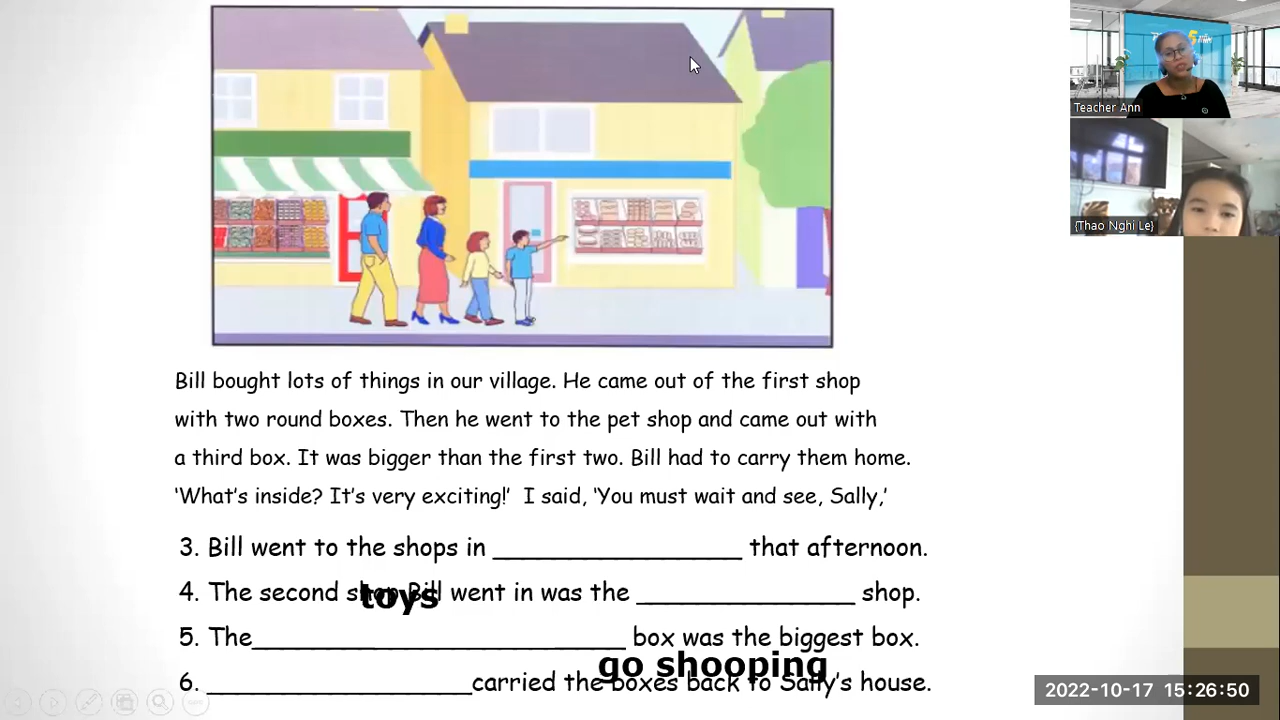 Teacher Ann
{Thao Nghi Le}
Bill bought lots of things in our village. He came out of the first shop
with two round boxes. Then he went to the pet shop and came out with
a third box. It was bigger than the first two. Bill had to carry them home.
‘What’s inside? It’s very exciting!’ I said, ‘You must wait and see, Sally,’
3. Bill went to the shops in _________________ that afternoon.
4. The second shop Bill went in was the _______________ shop.
toys
5. The__________________________ box was the biggest box.
go shooping
6. __________________carried the boxes back to Sally’s house.
2022-10-17 15:26:50